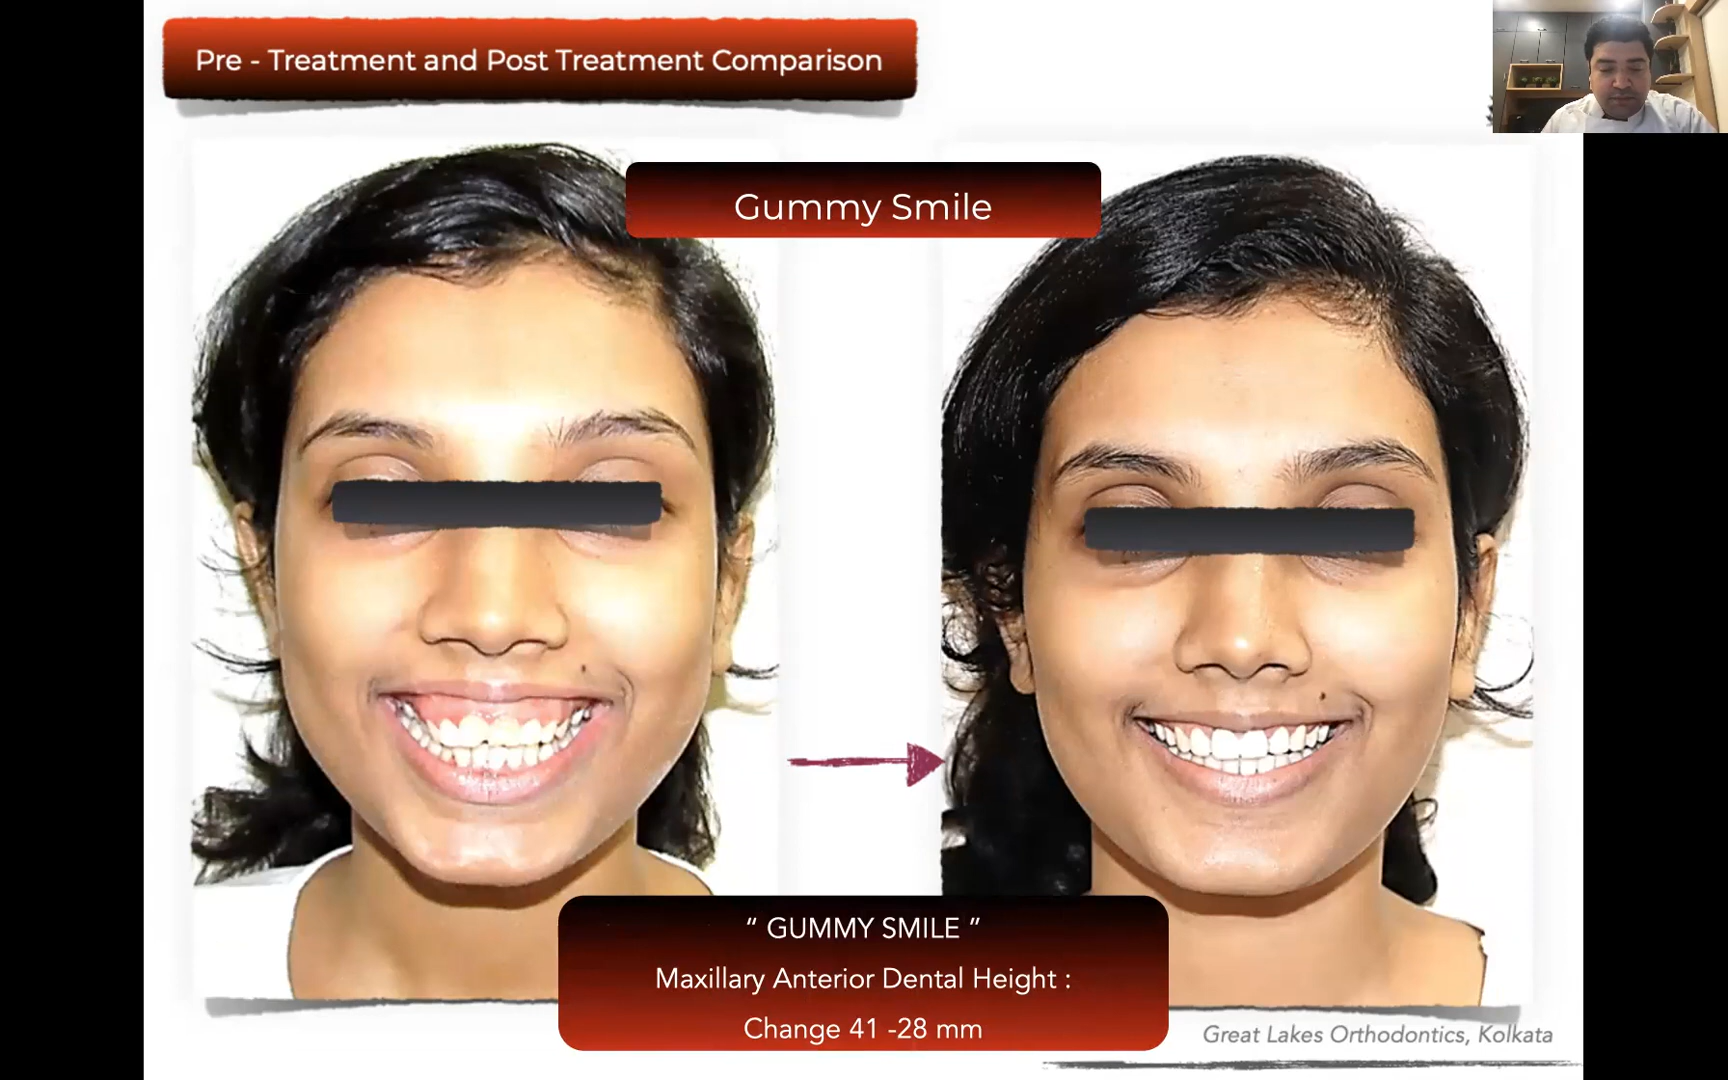 Pre - Treatment and Post Treatment Comparison
Gummy Smile
“ GUMMY SMILE ”
Maxillary Anterior Dental Height :
Change 41 -28 mm
Great Lakes Orthodontics, Kolkata